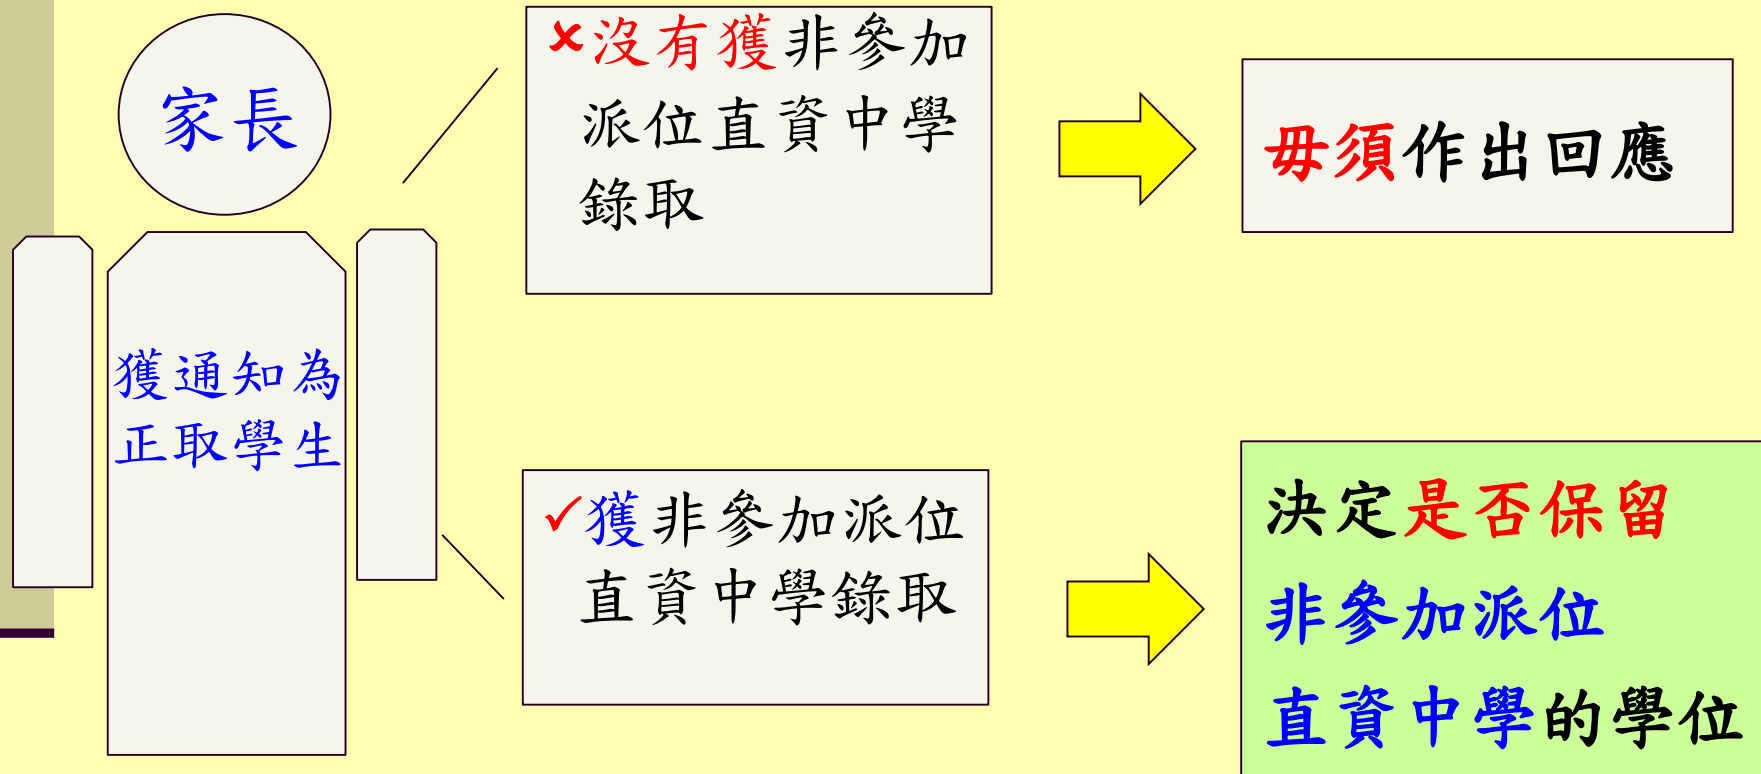 家長
獲通知為
正取學生
✘沒有獲非參加
派位直資中學
錄取
毋須作出回應
✓獲非參加派位
直資中學錄取
決定是否保留
非參加派位
直資中學的學位